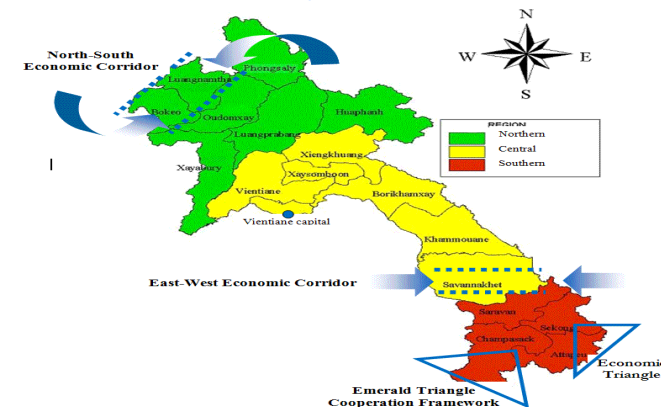 N
North-South
Economic Corridor
W
E
Phongsaly
Luangnamtha
S
Bokeo
Oudomxay
Huaphanh
REGION
Northern
Central
Southern
Luangprabang
Xiengkhuang
Xayabury
Xaysomboon
Vientiane
Borikhamxay
Vientiane capital
Khammouane
East-West Economic Corridor
Savannakhet
Saravan
Sekong
Champasack
Attapeu
Economic
Triangle
Emerald Triangle
Cooperation Framework